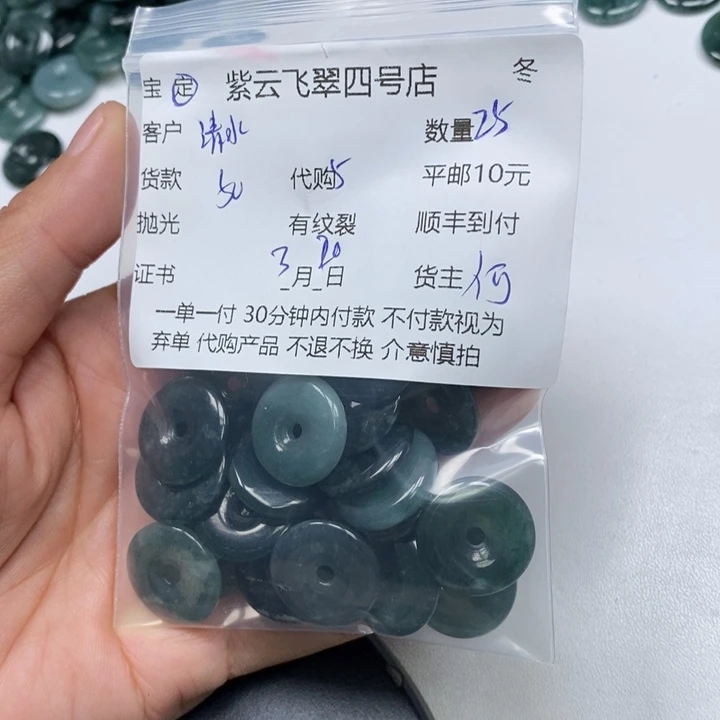 宝 定 紫云飞翠四号店 冬
客户 清水 数量 25
货款 50 代购 5 平邮10元
抛光 有纹裂 顺丰到付
证书 3月20日 货主 何
一单一付 30分钟内付款 不付款视为
弃单 代购产品 不退不换 介意慎拍